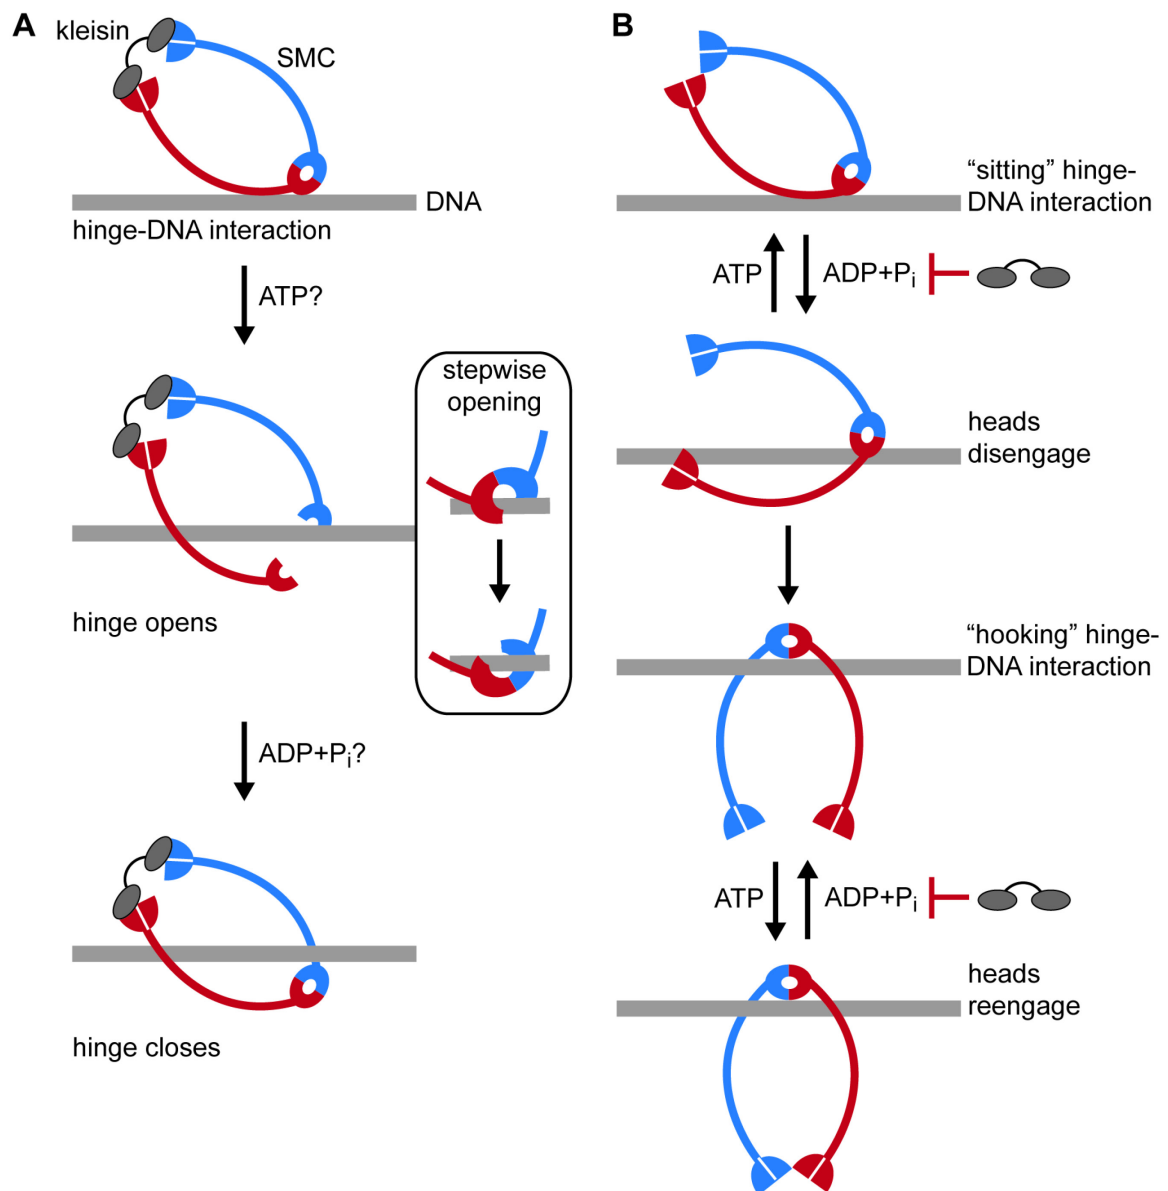 A
kleisin
SMC
DNA
hinge-DNA interaction
ATP?
hinge opens
stepwise
opening
ADP+Pi?
hinge closes
B
“sitting” hinge-
DNA interaction
ATP
ADP+Pi
heads
disengage
“hooking” hinge-
DNA interaction
ATP
ADP+Pi
heads
reengage